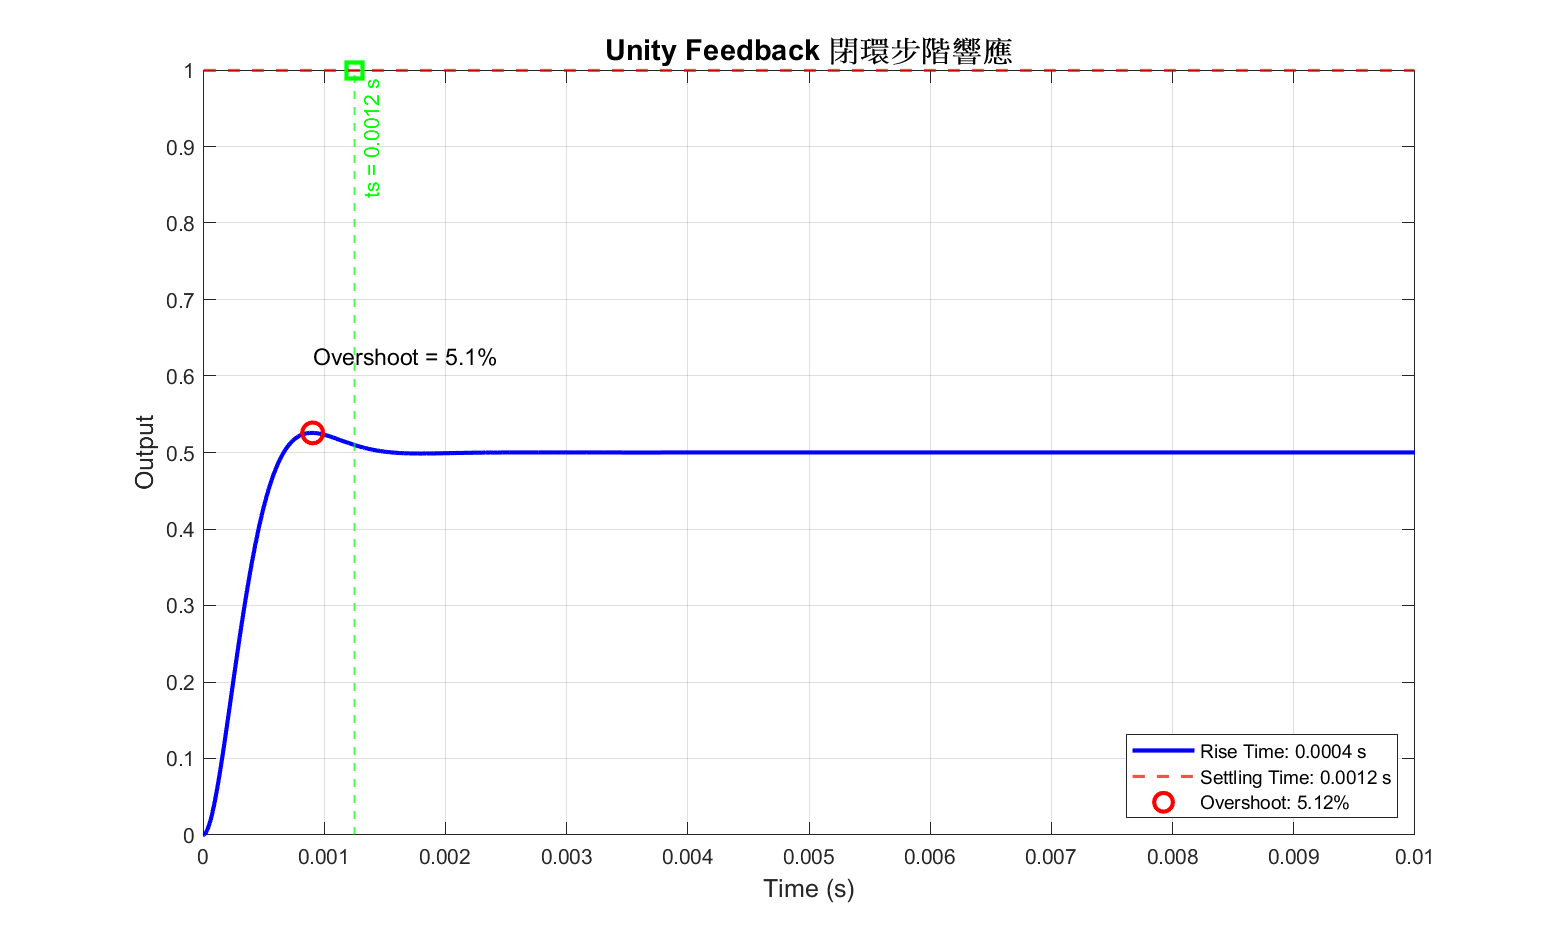 Unity Feedback 閉環步階響應
1
0.9
0.8
0.7
0.6
0.5
0.4
0.3
0.2
0.1
0
Output
ts = 0.0012 s
Overshoot = 5.1%
Rise Time: 0.0004 s
Settling Time: 0.0012 s
Overshoot: 5.12%
0 0.001 0.002 0.003 0.004 0.005 0.006 0.007 0.008 0.009 0.01
Time (s)